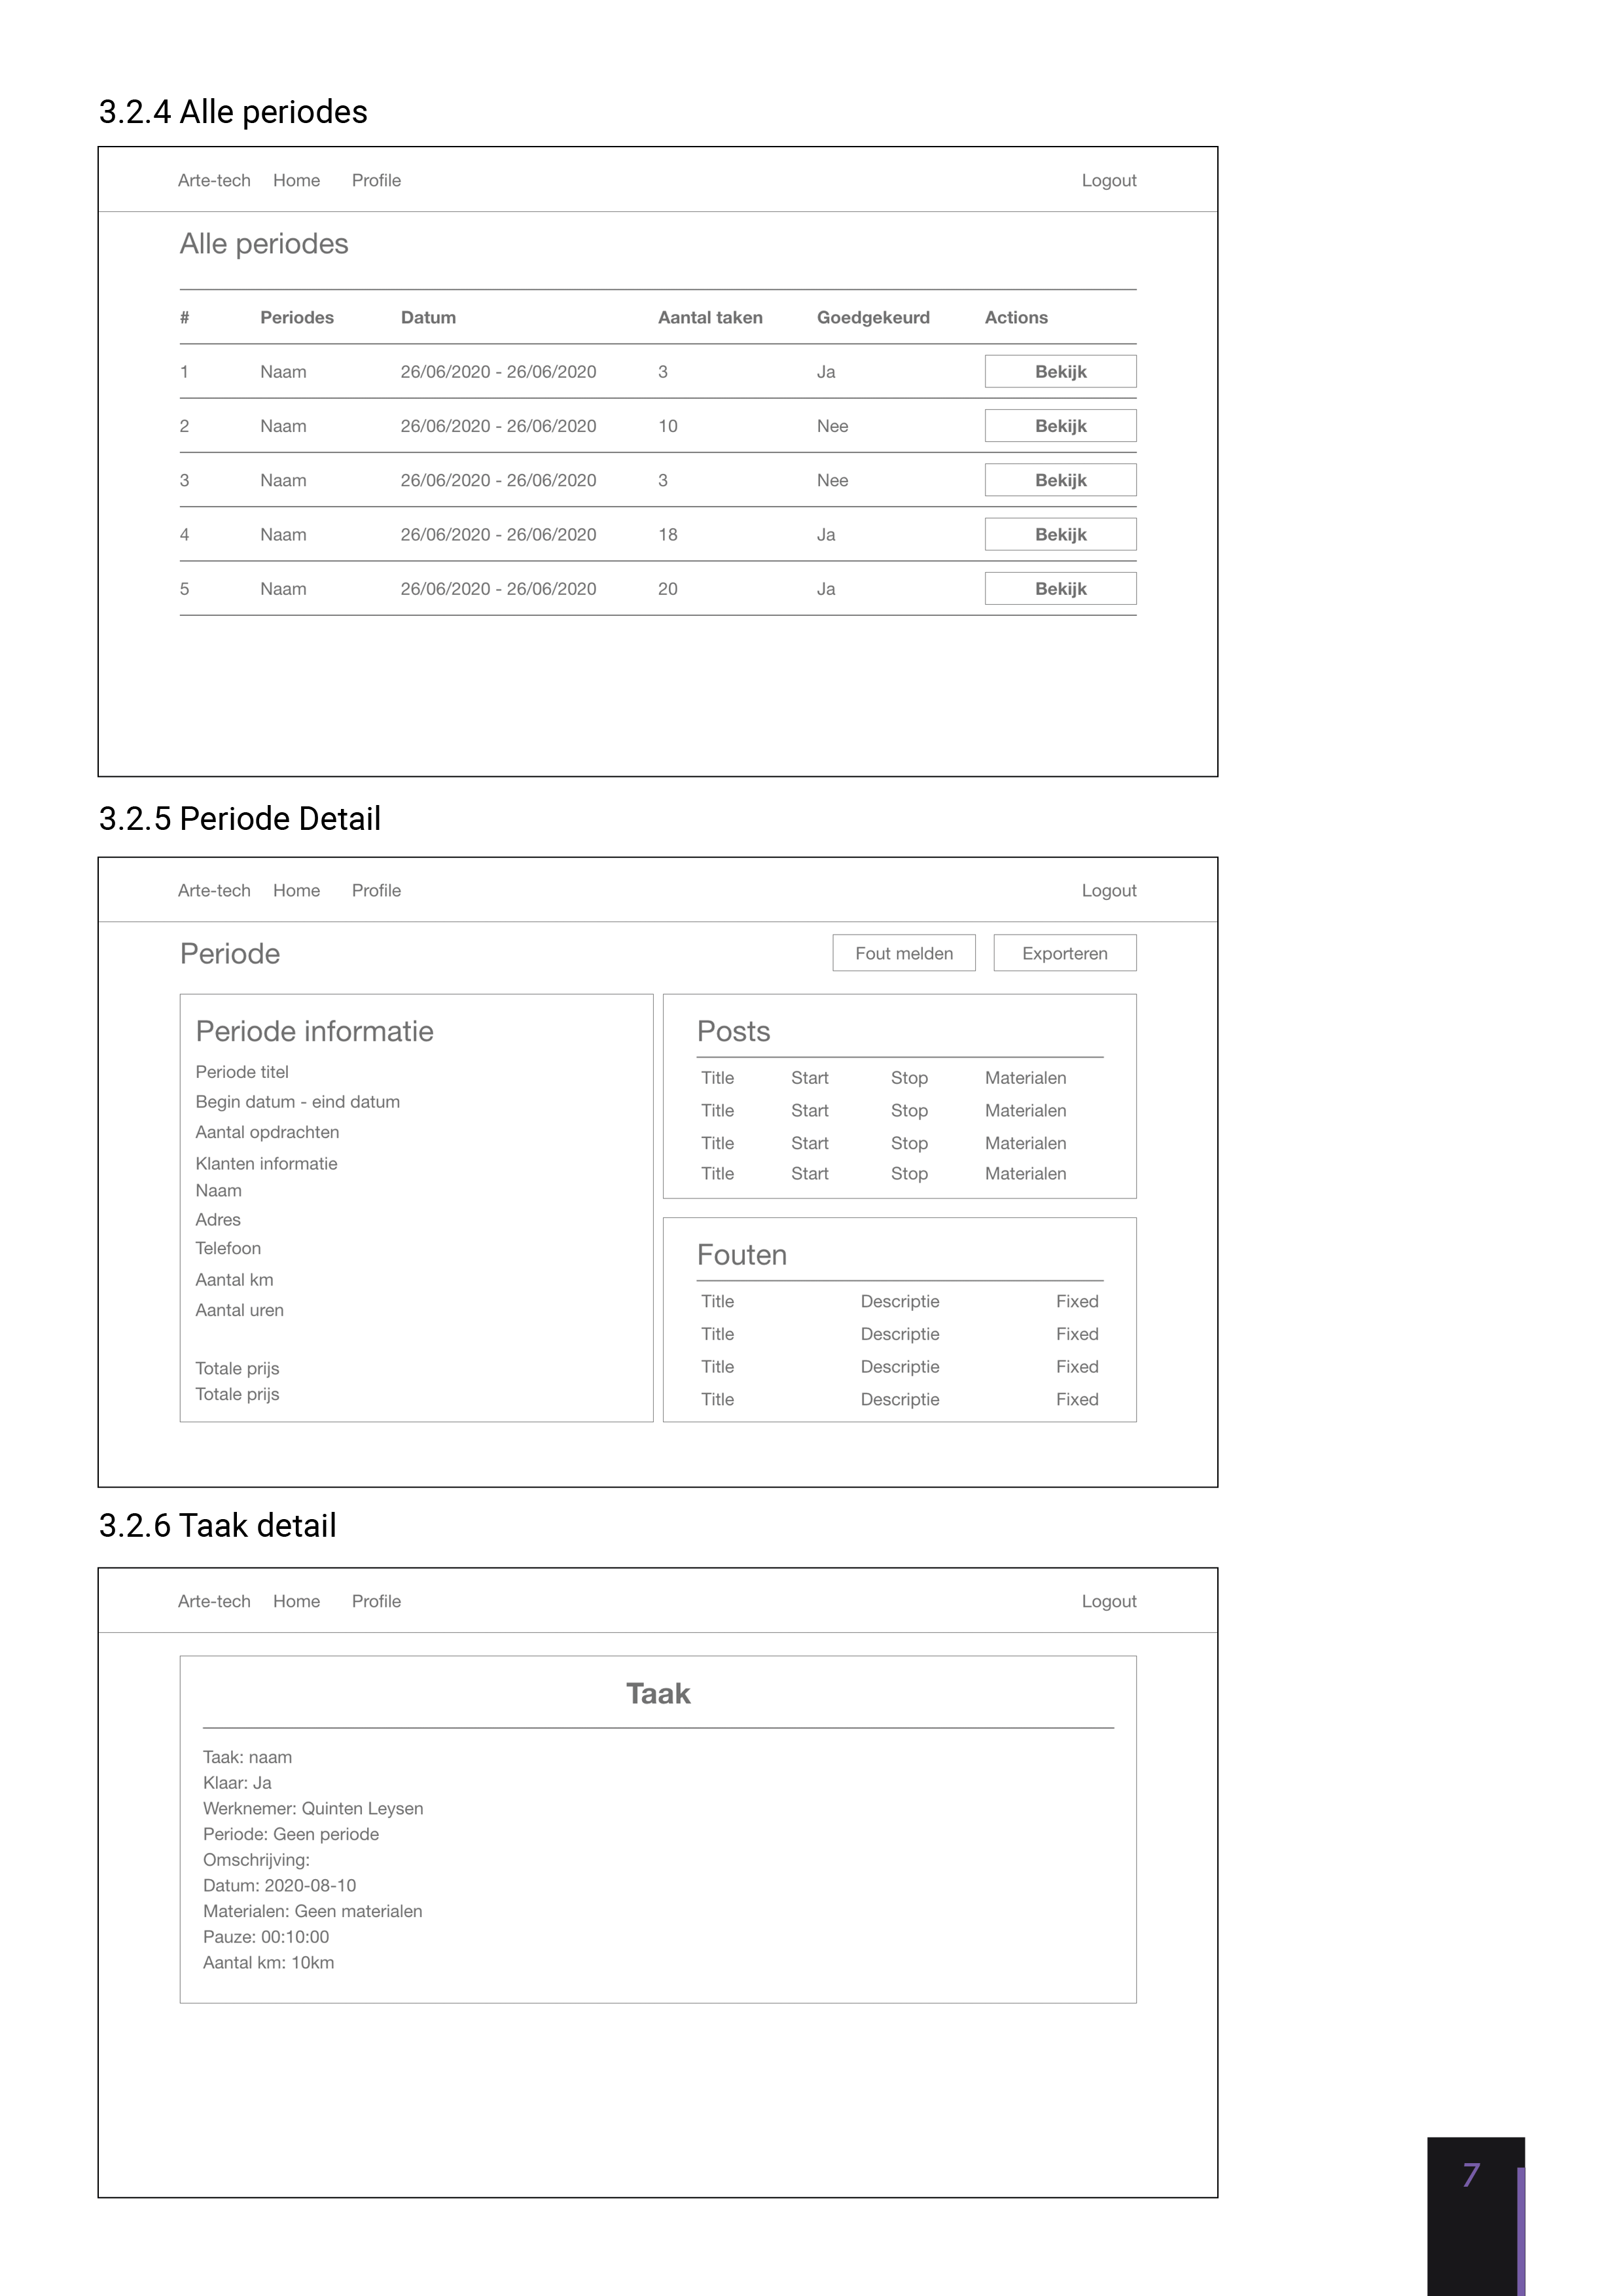 3.2.4 Alle periodes
Arte-tech Home Profile Logout
Alle periodes
# Periodes Datum Aantal taken Goedgekeurd Actions
1 Naam 26/06/2020 - 26/06/2020 3 Ja Bekijk
2 Naam 26/06/2020 - 26/06/2020 10 Nee Bekijk
3 Naam 26/06/2020 - 26/06/2020 3 Nee Bekijk
4 Naam 26/06/2020 - 26/06/2020 18 Ja Bekijk
5 Naam 26/06/2020 - 26/06/2020 20 Ja Bekijk
3.2.5 Periode Detail
Arte-tech Home Profile Logout
Periode Fout melden Exporteren
Periode informatie
Periode titel
Begin datum - eind datum
Aantal opdrachten
Klanten informatie
Naam
Adres
Telefoon
Aantal km
Aantal uren
Totale prijs
Totale prijs
Posts
Title Start Stop Materialen
Title Start Stop Materialen
Title Start Stop Materialen
Title Start Stop Materialen
Fouten
Title Descriptie Fixed
Title Descriptie Fixed
Title Descriptie Fixed
Title Descriptie Fixed
3.2.6 Taak detail
Arte-tech Home Profile Logout
Taak
Taak: naam
Klaar: Ja
Werknemer: Quinten Leysen
Periode: Geen periode
Omschrijving:
Datum: 2020-08-10
Materialen: Geen materialen
Pauze: 00:10:00
Aantal km: 10km
7